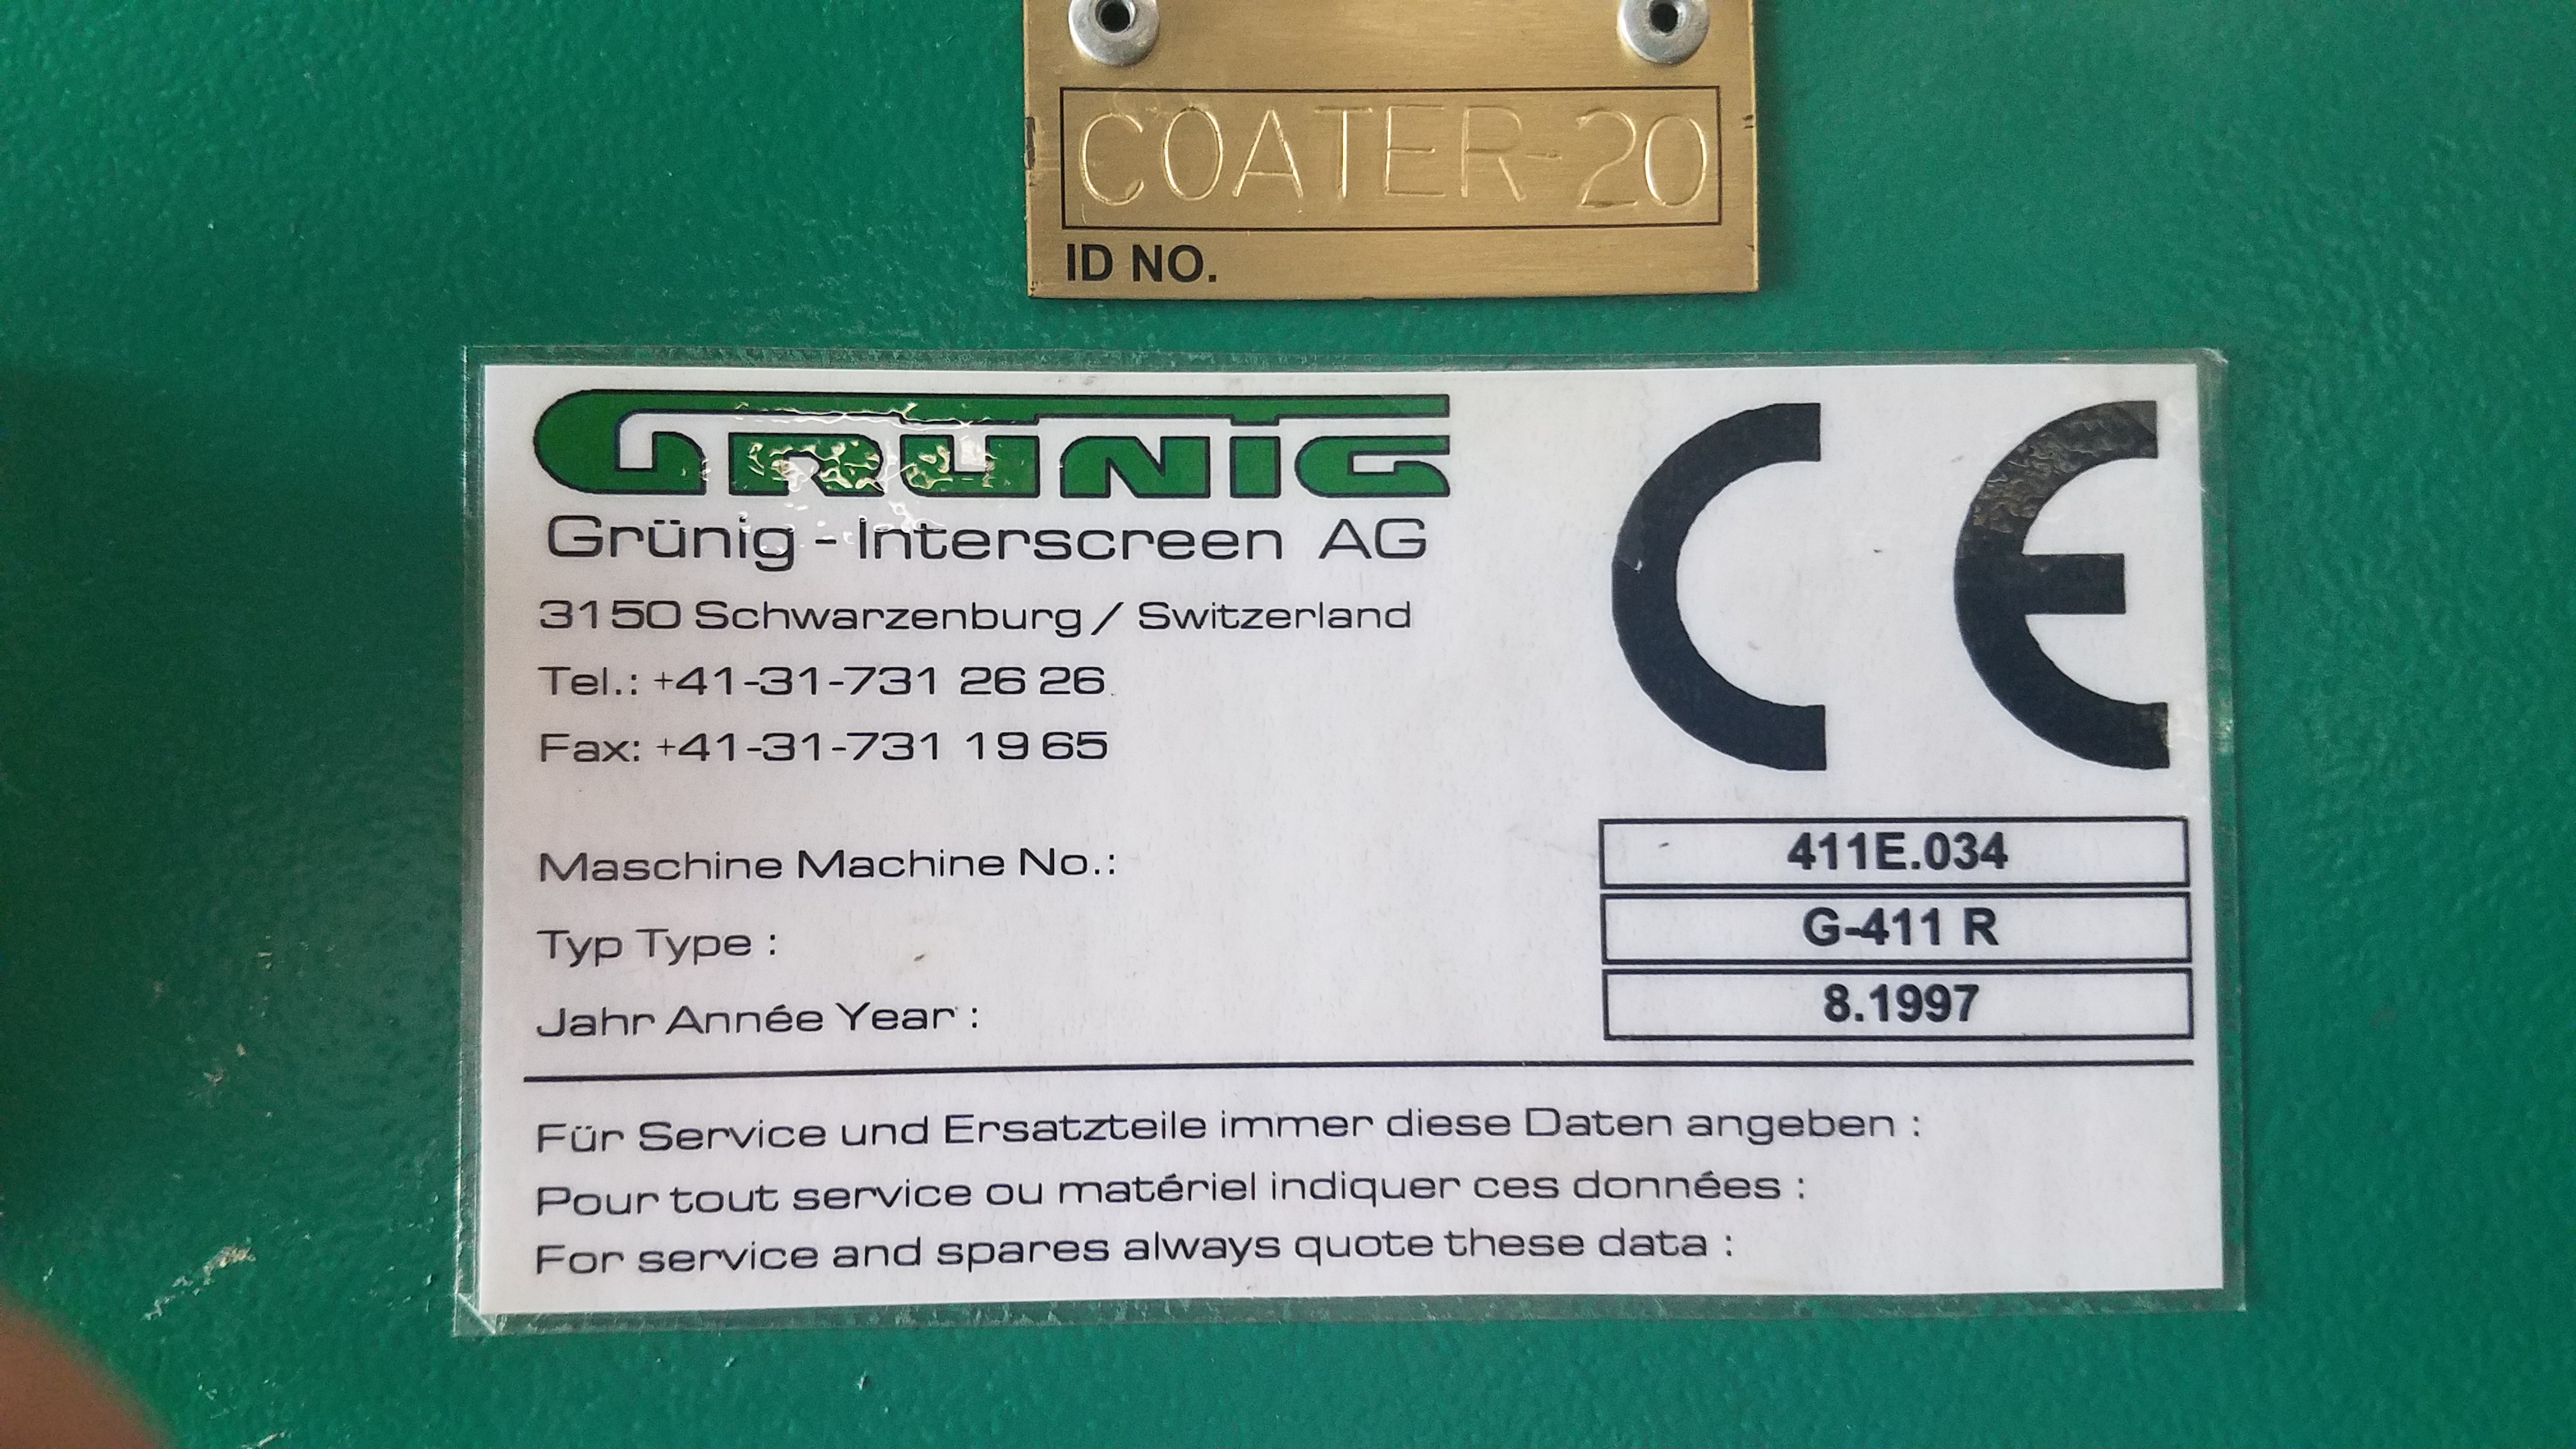 COATER-20
ID NO.
GRÜNIG
Grünig - Interscreen AG
3150 Schwarzenburg / Switzerland
Tel.: +41-31-731 26 26
Fax: +41-31-731 19 65
CE
Maschine Machine No.: 411E.034
Typ Type : G-411 R
Jahr Année Year : 8.1997
Für Service und Ersatzteile immer diese Daten angeben :
Pour tout service ou matériel indiquer ces données :
For service and spares always quote these data :